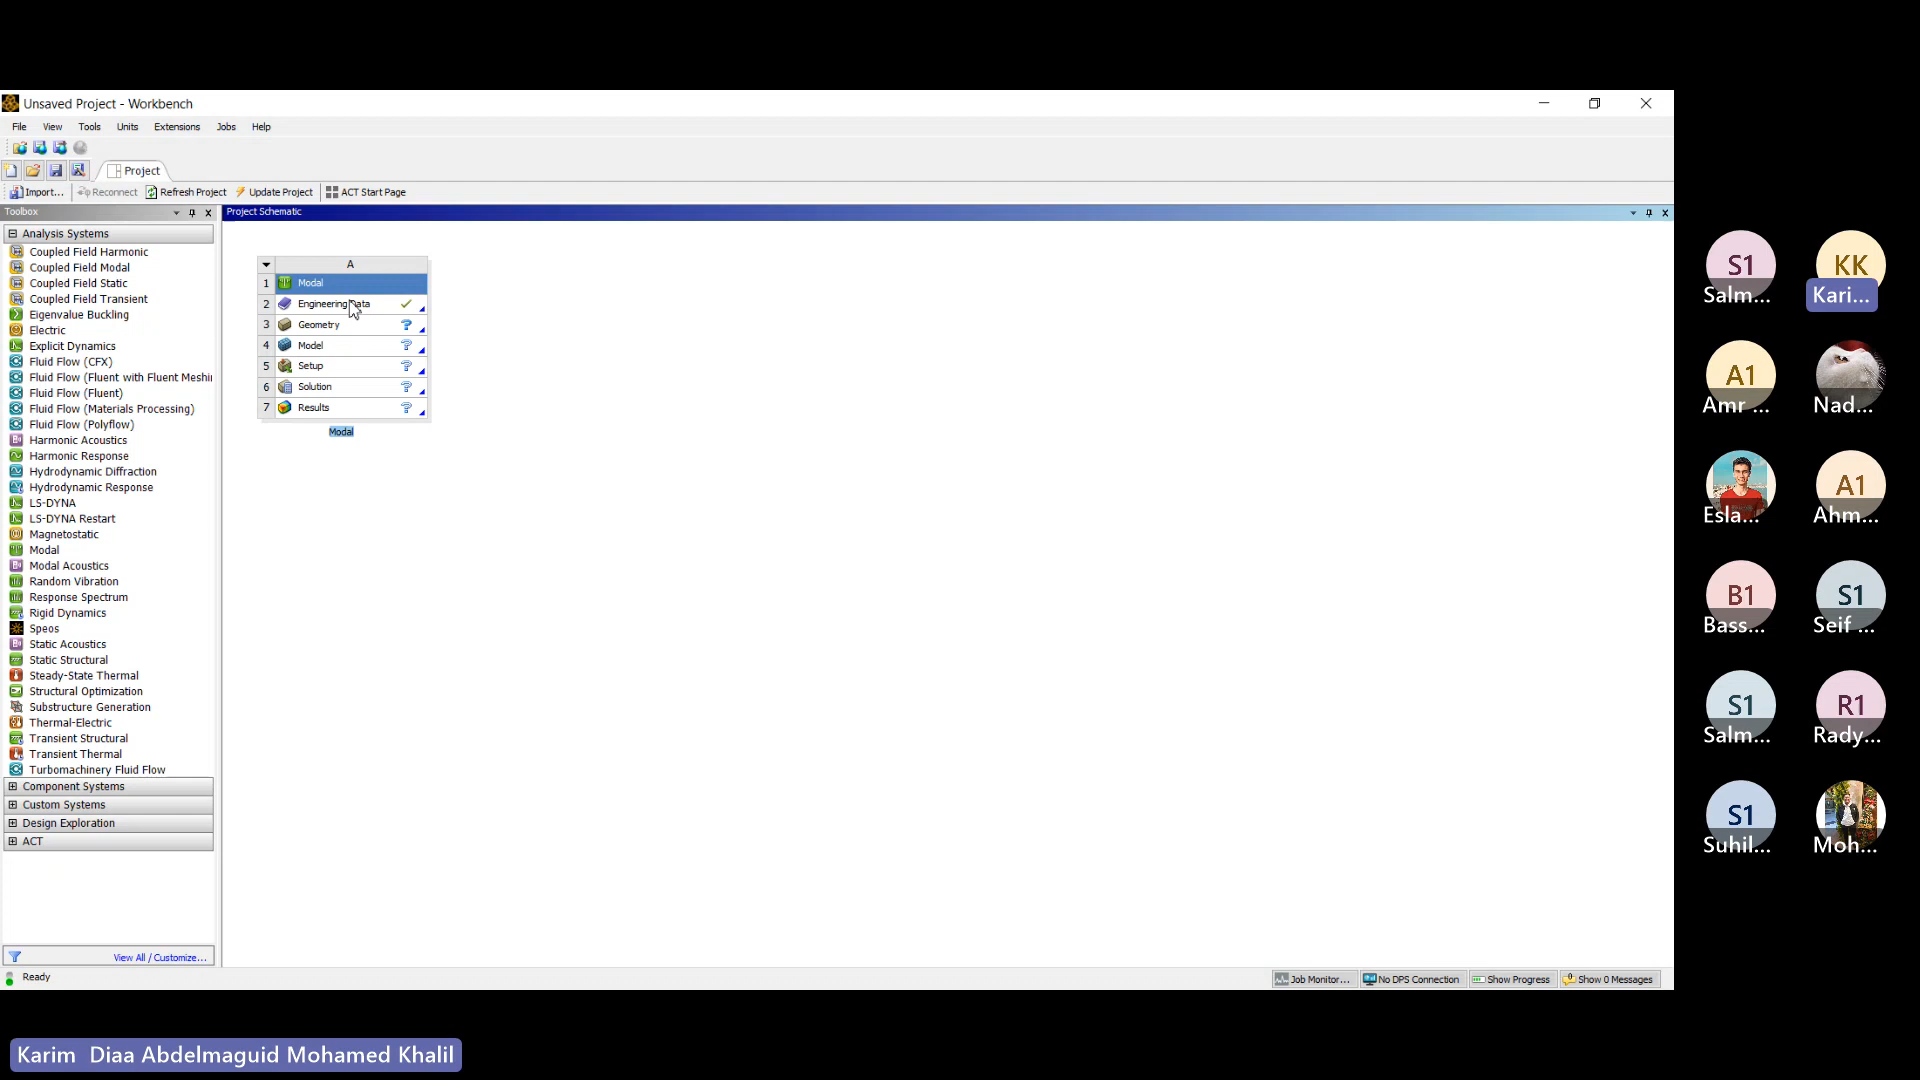 Unsaved Project - Workbench
File View Tools Units Extensions Jobs Help
Project
Import... Reconnect Refresh Project Update Project ACT Start Page
Toolbox
Analysis Systems
Coupled Field Harmonic
Coupled Field Modal
Coupled Field Static
Coupled Field Transient
Eigenvalue Buckling
Electric
Explicit Dynamics
Fluid Flow (CFX)
Fluid Flow (Fluent with Fluent Meshi
Fluid Flow (Fluent)
Fluid Flow (Materials Processing)
Fluid Flow (Polyflow)
Harmonic Acoustics
Harmonic Response
Hydrodynamic Diffraction
Hydrodynamic Response
LS-DYNA
LS-DYNA Restart
Magnetostatic
Modal
Modal Acoustics
Random Vibration
Response Spectrum
Rigid Dynamics
Speos
Static Acoustics
Static Structural
Steady-State Thermal
Structural Optimization
Substructure Generation
Thermal-Electric
Transient Structural
Transient Thermal
Turbomachinery Fluid Flow
Component Systems
Custom Systems
Design Exploration
ACT
View All / Customize...
Project Schematic
A
1 Modal
2 Engineering Data
3 Geometry ?
4 Model ?
5 Setup ?
6 Solution ?
7 Results ?
Modal
Ready
Job Monitor... No DPS Connection Show Progress Show 0 Messages
S1 KK
Salm... Kari...
A1
Amr ... Nad...
A1
Esla... Ahm...
B1 S1
Bass... Seif ...
S1 R1
Salm... Rady...
S1
Suhil... Moh...
Karim Diaa Abdelmaguid Mohamed Khalil